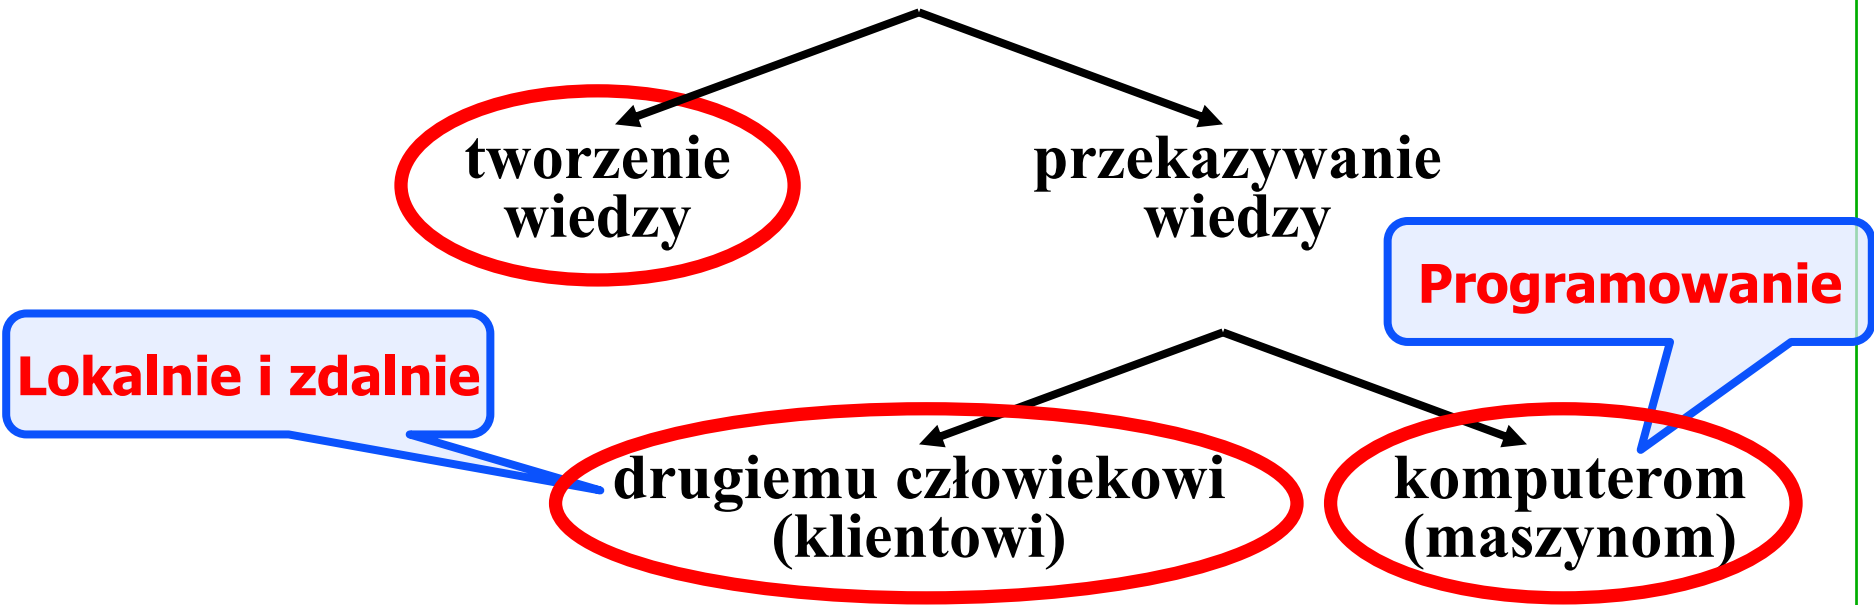 tworzenie
wiedzy
przekazywanie
wiedzy
Programowanie
Lokalnie i zdalnie
drugiemu człowiekowi
(klientowi)
komputerom
(maszynom)